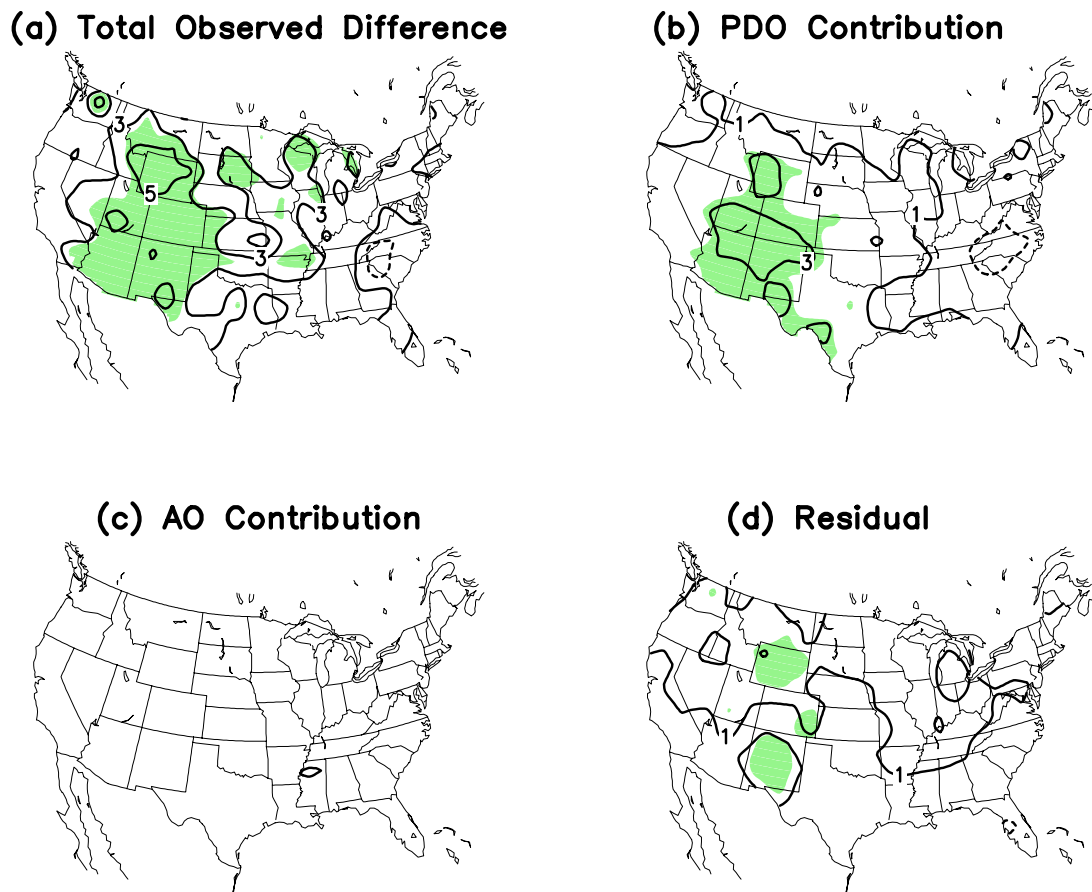 (a) Total Observed Difference
(b) PDO Contribution
3
5
3
3
1
1
3
(c) AO Contribution
(d) Residual
1
1